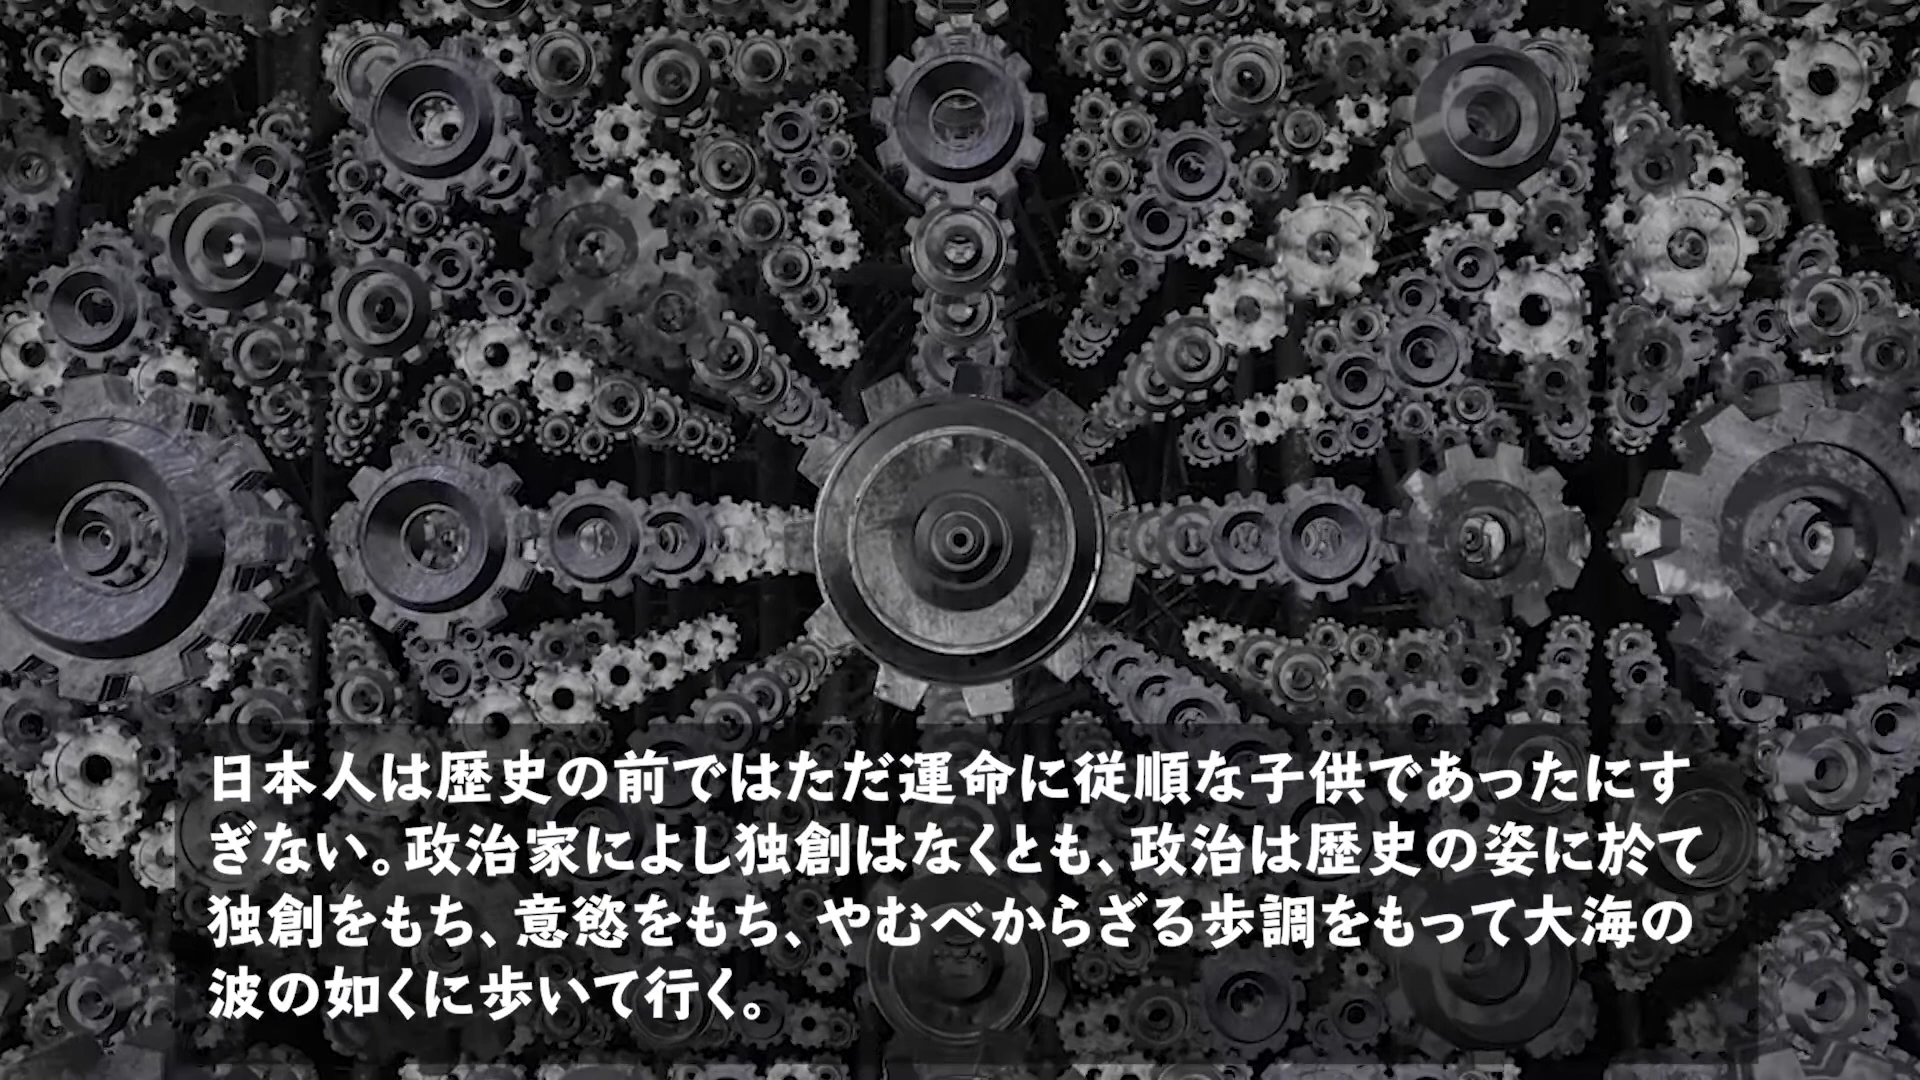 日本人は歴史の前ではただ運命に従順な子供であったにす
ぎない。政治家によし独創はなくとも、政治は歴史の姿に於て
独創をもち、意慾をもち、やむべからざる歩調をもって大海の
波の如くに歩いて行く。